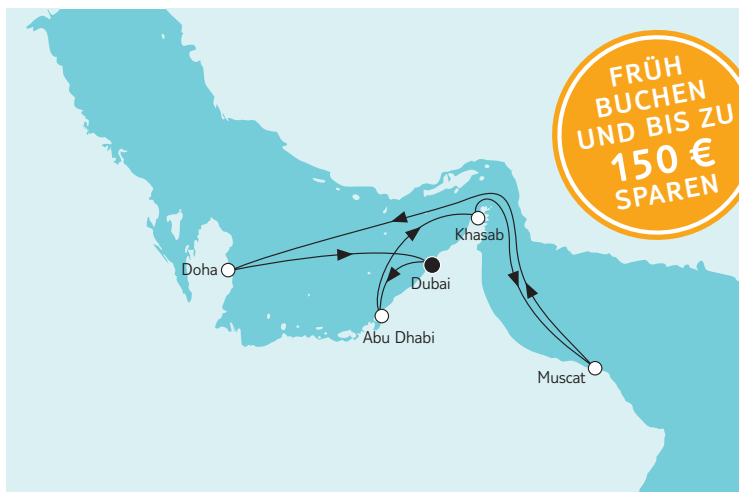 FRÜH
BUCHEN
UND BIS ZU
150 €
SPAREN
Khasab
Doha
Dubai
Abu Dhabi
Muscat